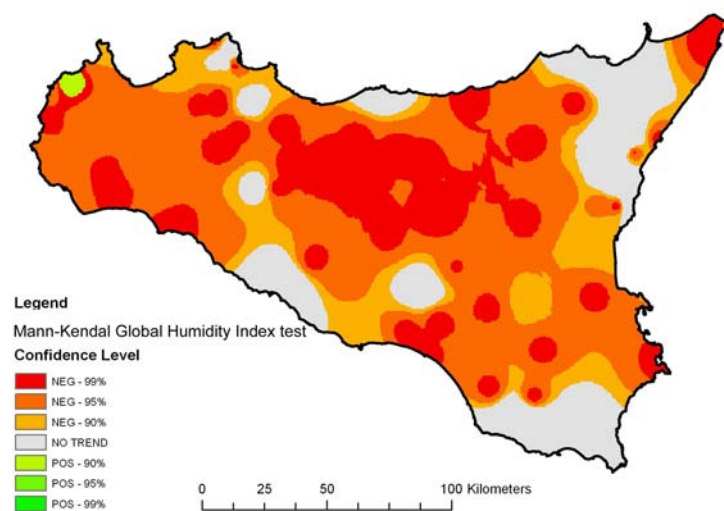 Legend
Mann-Kendal Global Humidity Index test
Confidence Level
NEG - 99%
NEG - 95%
NEG - 90%
NO TREND
POS - 90%
POS - 95%
POS - 99%
0 25 50 100 Kilometers